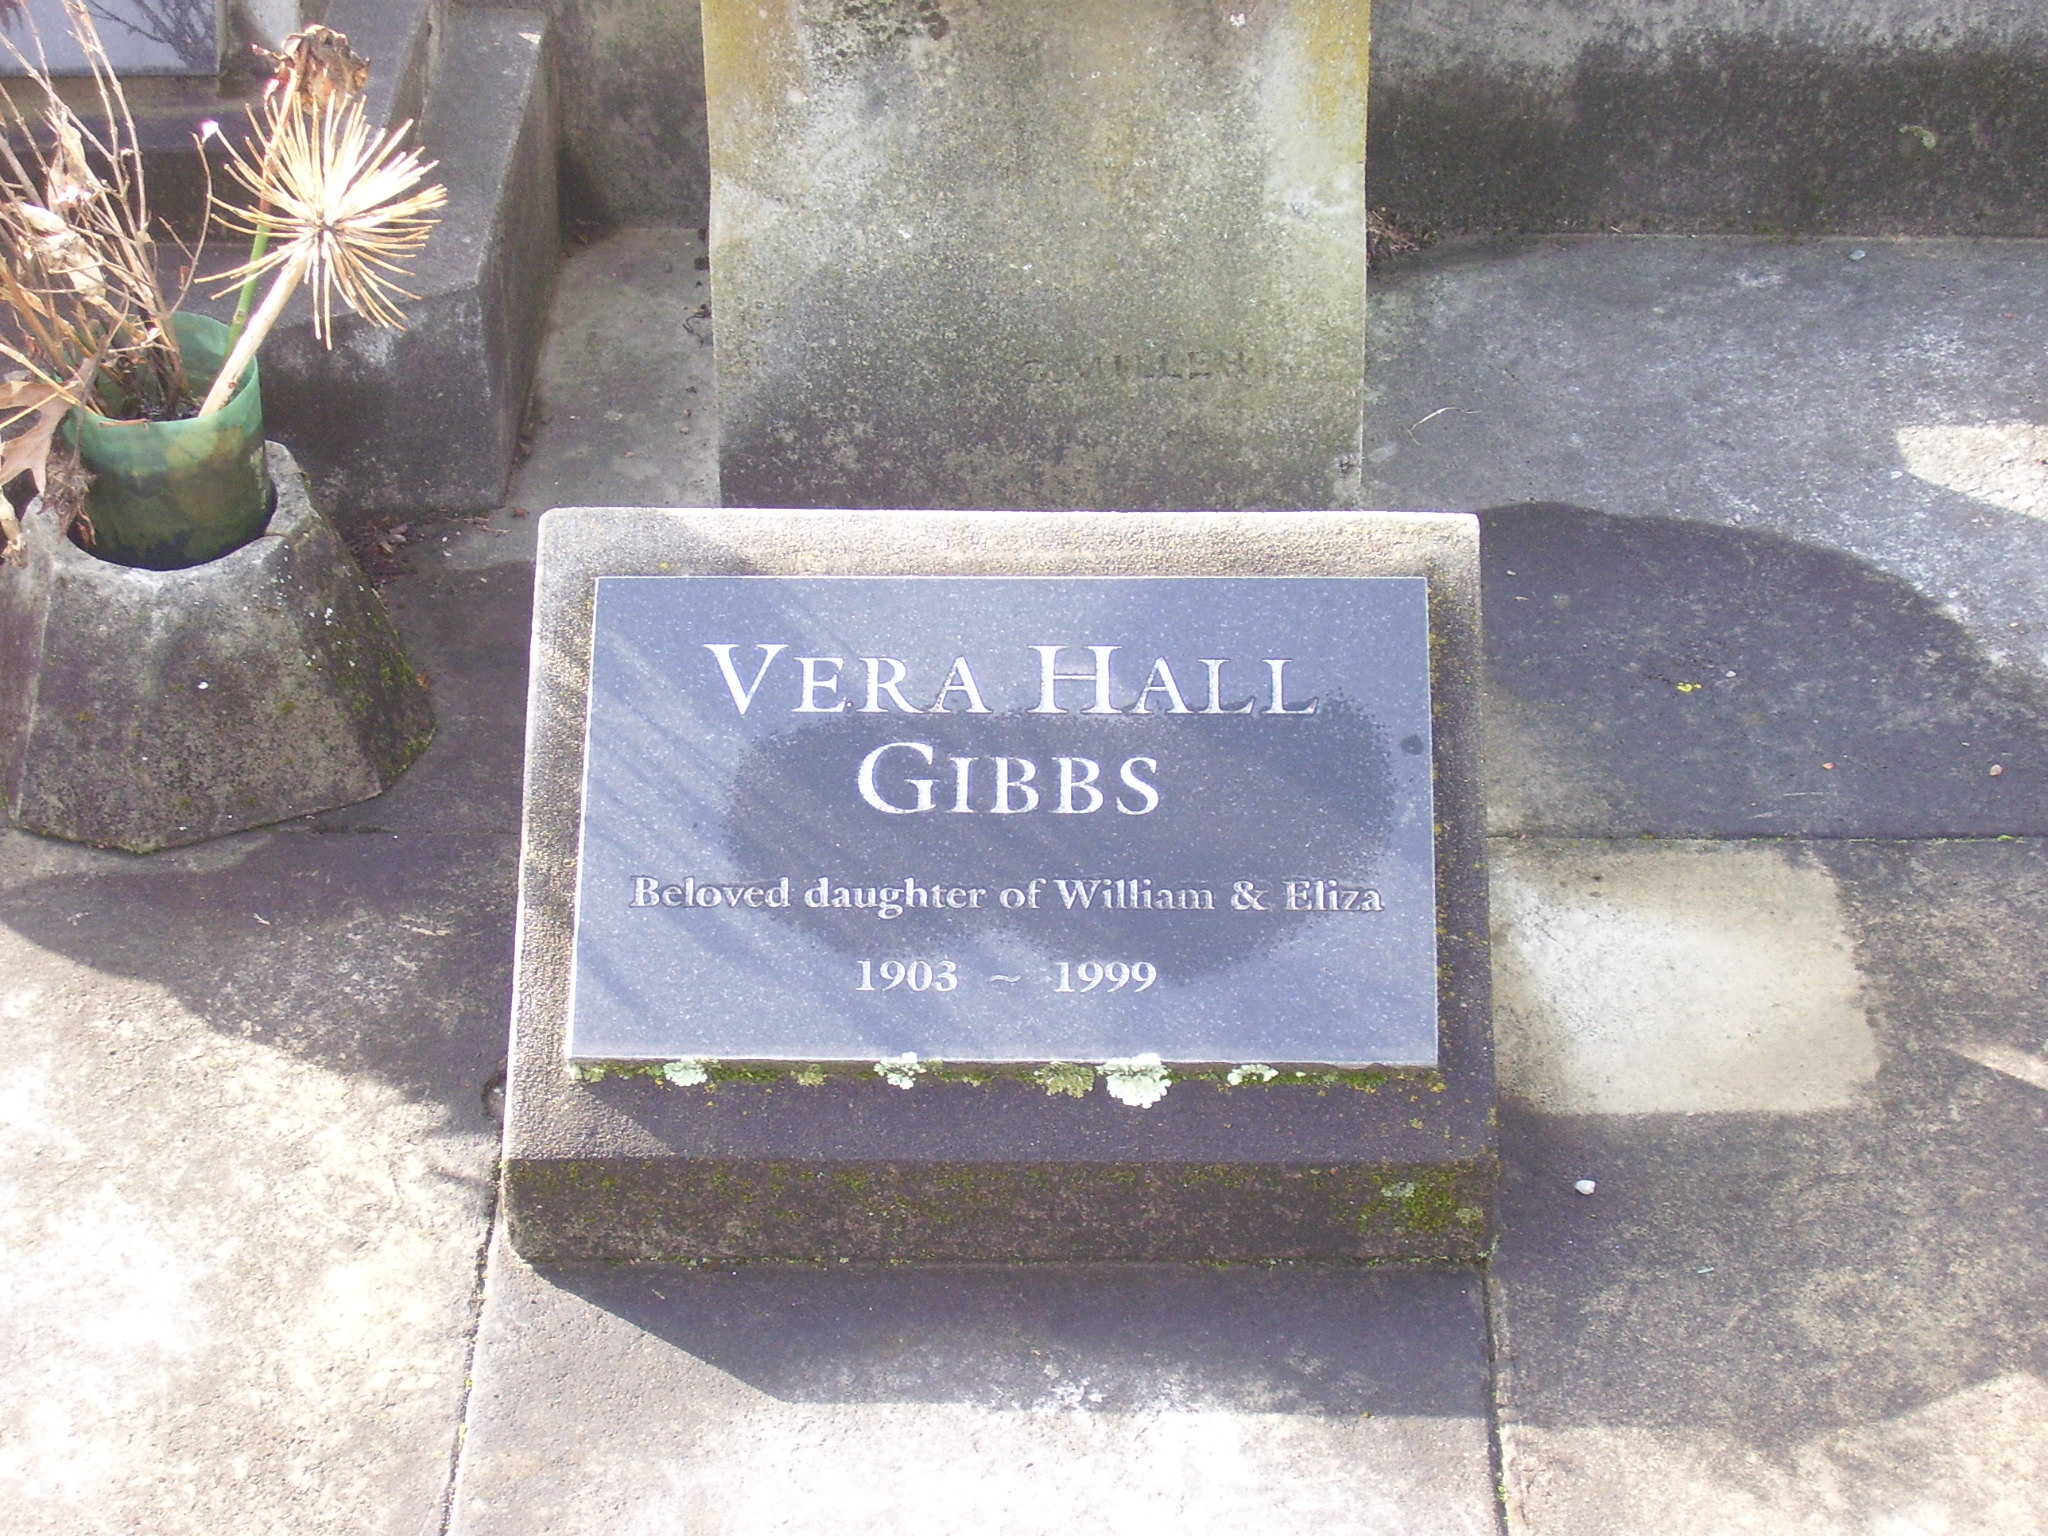 VERA HALL
GIBBS
Beloved daughter of William & Eliza
1903 ~ 1999